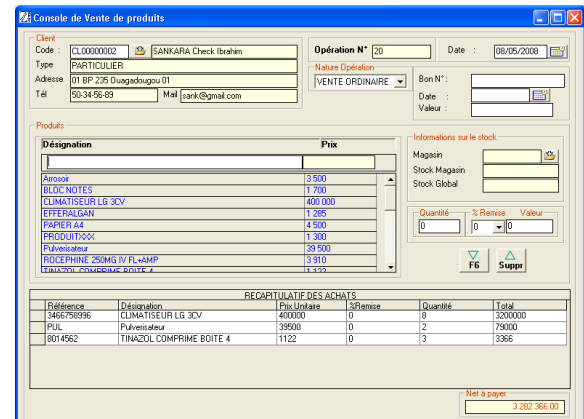 Console de Vente de produits
Client
Code : CL00000002 SANKARA Check Ibrahim
Type PARTICULIER
Adresse 01 BP 235 Ouagadougou 01
Tél 50-34-56-89 Mail sank@gmail.com
Opération N° 20 Date : 08/05/2008
Nature Opération
VENTE ORDINAIRE
Bon N° :
Date :
Valeur :
Produits
Désignation Prix
Arrosoir 3 500
BLOC NOTES 1 700
CLIMATISEUR LG 3CV 400 000
EFFERALGAN 1 285
PAPIER A4 4 500
PRODUITXXX 1 300
Pulverisateur 39 500
ROCEPHINE 250MG IV FL+AMP 3 910
TINAZOL COMPRIME BOITE 4 1 122
Informations sur le stock
Magasin
Stock Magasin
Stock Global
Quantité % Remise Valeur
0 0 0
F6 Suppr
RECAPITULATIF DES ACHATS
Référence Désignation Prix Unitaire %Remise Quantité Total
3466758996 CLIMATISEUR LG 3CV 400000 0 8 3200000
PUL Pulverisateur 39500 0 2 79000
8014562 TINAZOL COMPRIME BOITE 4 1122 0 3 3366
Net à payer
3 282 366.00